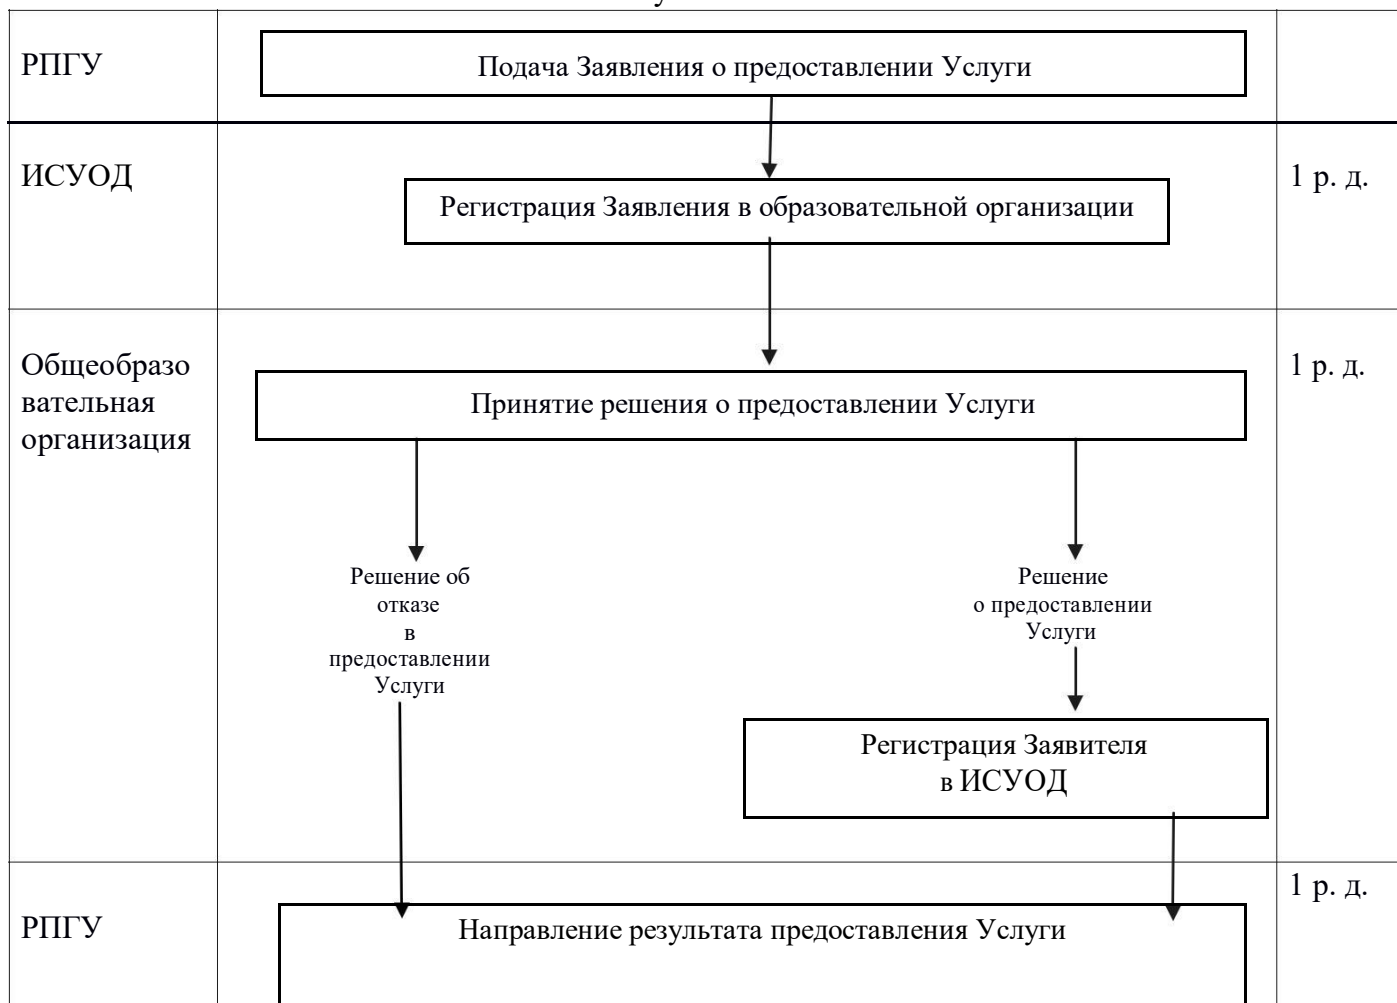 РПГУ
Подача Заявления о предоставлении Услуги
ИСУОД
1 р. д.
Регистрация Заявления в образовательной организации
Общеобразо
вательная
организация
1 р. д.
Принятие решения о предоставлении Услуги
Решение об
отказе
в
предоставлении
Услуги
Решение
о предоставлении
Услуги
Регистрация Заявителя
в ИСУОД
1 р. д.
РПГУ
Направление результата предоставления Услуги